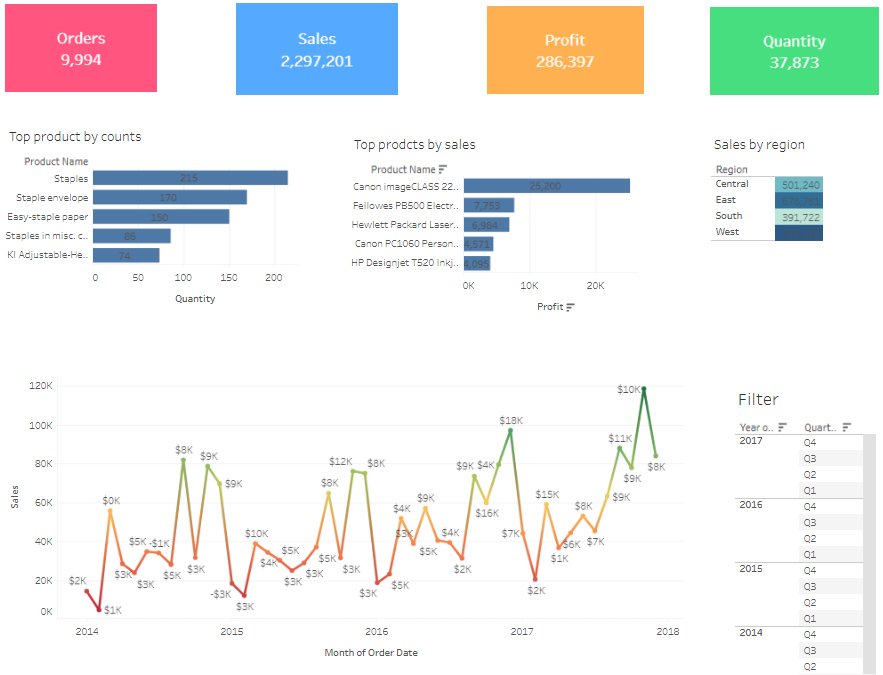 Orders
9,994
Sales
2,297,201
Profit
286,397
Quantity
37,873
Top product by counts
Product Name
Staples
215
Staple envelope
170
Easy-staple paper
150
Staples in misc. c..
86
KI Adjustable-He..
74
0
50
100
150
200
Quantity
Top prodcts by sales
Product Name
Canon imageCLASS 22..
25,200
Fellowes PB500 Electr..
7,753
Hewlett Packard Laser..
6,984
Canon PC1060 Person..
4,571
HP Designjet T520 Inkj..
4,095
0K
10K
20K
Profit
Sales by region
Region
Central
501,240
East
South
391,722
West
120K
100K
80K
60K
40K
20K
0K
Sales
$2K
$1K
$0K
$3K
$5K
$3K
-$1K
$5K
$8K
$3K
$9K
$9K
-$3K
$3K
$10K
$4K
$5K
$3K
$3K
$5K
$8K
$3K
$12K
$8K
$3K
$5K
$4K
$3K
$5K
$9K
$4K
$2K
$9K
$16K
$4K
$18K
$7K
$2K
$15K
$1K
$6K
$8K
$7K
$9K
$11K
$9K
$10K
$8K
2014
2015
2016
2017
2018
Month of Order Date
Filter
Year o..
Quart..
2017
Q4
Q3
Q2
Q1
2016
Q4
Q3
Q2
Q1
2015
Q4
Q3
Q2
Q1
2014
Q4
Q3
Q2